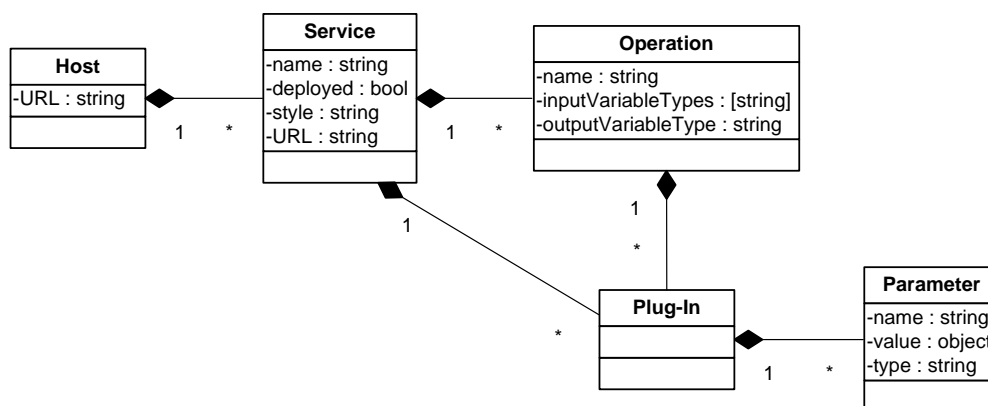 Host
-URL : string
1
*
Service
-name : string
-deployed : bool
-style : string
-URL : string
1
*
Operation
-name : string
-inputVariableTypes : [string]
-outputVariableType : string
1
1
*
*
Plug-In
1
*
Parameter
-name : string
-value : object
-type : string